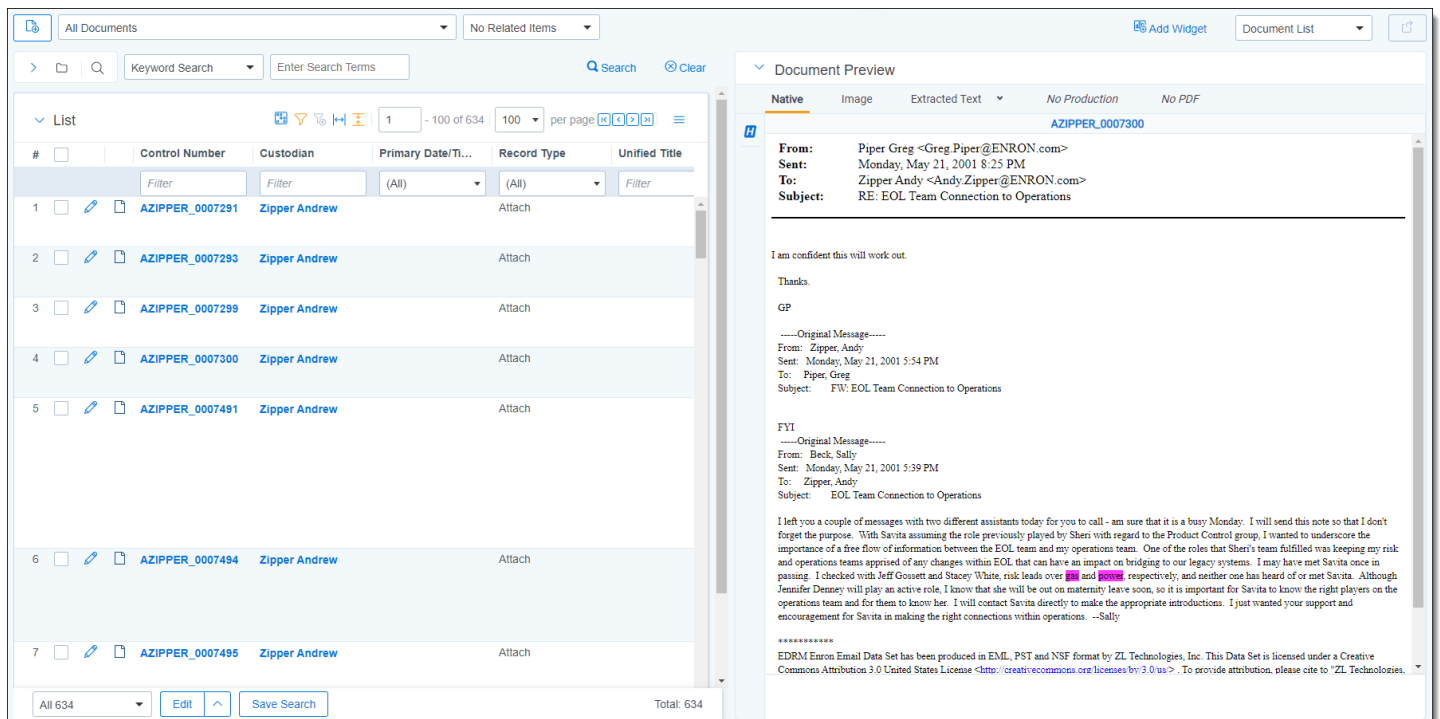 All Documents
No Related Items
Add Widget
Document List
Keyword Search
Enter Search Terms
Search
Clear
List
1
- 100 of 634
100
per page
#
Control Number
Custodian
Primary Date/Ti...
Record Type
Unified Title
Filter
Filter
(All)
(All)
Filter
1 AZIPPER_0007291 Zipper Andrew Attach
2 AZIPPER_0007293 Zipper Andrew Attach
3 AZIPPER_0007299 Zipper Andrew Attach
4 AZIPPER_0007300 Zipper Andrew Attach
5 AZIPPER_0007491 Zipper Andrew Attach
6 AZIPPER_0007494 Zipper Andrew Attach
7 AZIPPER_0007495 Zipper Andrew Attach
All 634
Edit
Save Search
Total: 634
Document Preview
Native
Image
Extracted Text
No Production
No PDF
H
AZIPPER_0007300
From: Piper Greg <Greg.Piper@ENRON.com>
Sent: Monday, May 21, 2001 8:25 PM
To: Zipper Andy <Andy.Zipper@ENRON.com>
Subject: RE: EOL Team Connection to Operations
I am confident this will work out.
Thanks.
GP
-----Original Message-----
From: Zipper, Andy
Sent: Monday, May 21, 2001 5:54 PM
To: Piper, Greg
Subject: FW: EOL Team Connection to Operations
FYI
-----Original Message-----
From: Beck, Sally
Sent: Monday, May 21, 2001 5:39 PM
To: Zipper, Andy
Subject: EOL Team Connection to Operations
I left you a couple of messages with two different assistants today for you to call - am sure that it is a busy Monday. I will send this note so that I don't
forget the purpose. With Savita assuming the role previously played by Sheri with regard to the Product Control group, I wanted to underscore the
importance of a free flow of information between the EOL team and my operations team. One of the roles that Sheri's team fulfilled was keeping my risk
and operations teams apprised of any changes within EOL that can have an impact on bridging to our legacy systems. I may have met Savita once in
passing. I checked with Jeff Gossett and Stacey White, risk leads over gas and power, respectively, and neither one has heard of or met Savita. Although
Jennifer Denney will play an active role, I know that she will be out on maternity leave soon, so it is important for Savita to know the right players on the
operations team and for them to know her. I will contact Savita directly to make the appropriate introductions. I just wanted your support and
encouragement for Savita in making the right connections within operations. --Sally
***********
EDRM Enron Email Data Set has been produced in EML, PST and NSF format by ZL Technologies, Inc. This Data Set is licensed under a Creative
Commons Attribution 3.0 United States License <http://creativecommons.org/licenses/by/3.0/us/> . To provide attribution, please cite to "ZL Technologies,